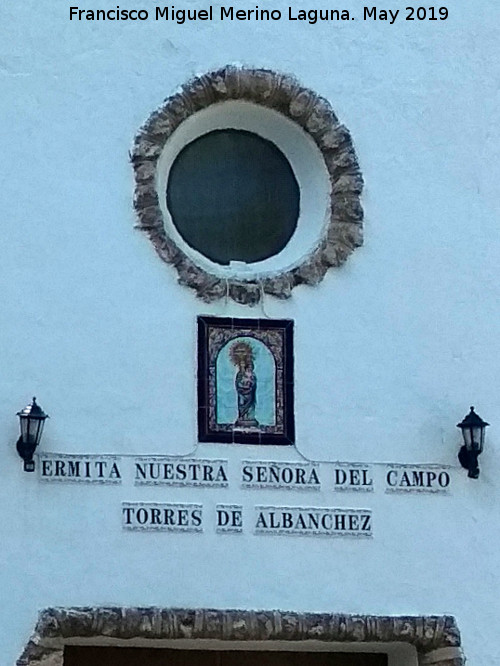 Francisco Miguel Merino Laguna. May 2019
ERMITA NUESTRA SEÑORA DEL CAMPO
TORRES DE ALBANCHEZ